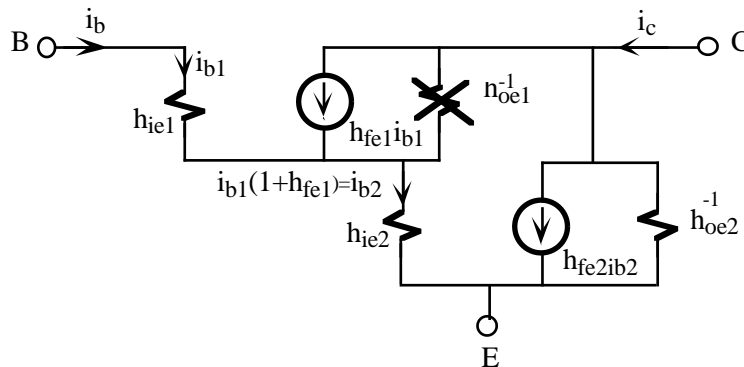 i_b
i_c
B
C
i_b1
n_oe1^-1
h_ie1
h_fe1 i_b1
i_b1(1+h_fe1)=i_b2
h_ie2
h_oe2^-1
h_fe2ib2
E